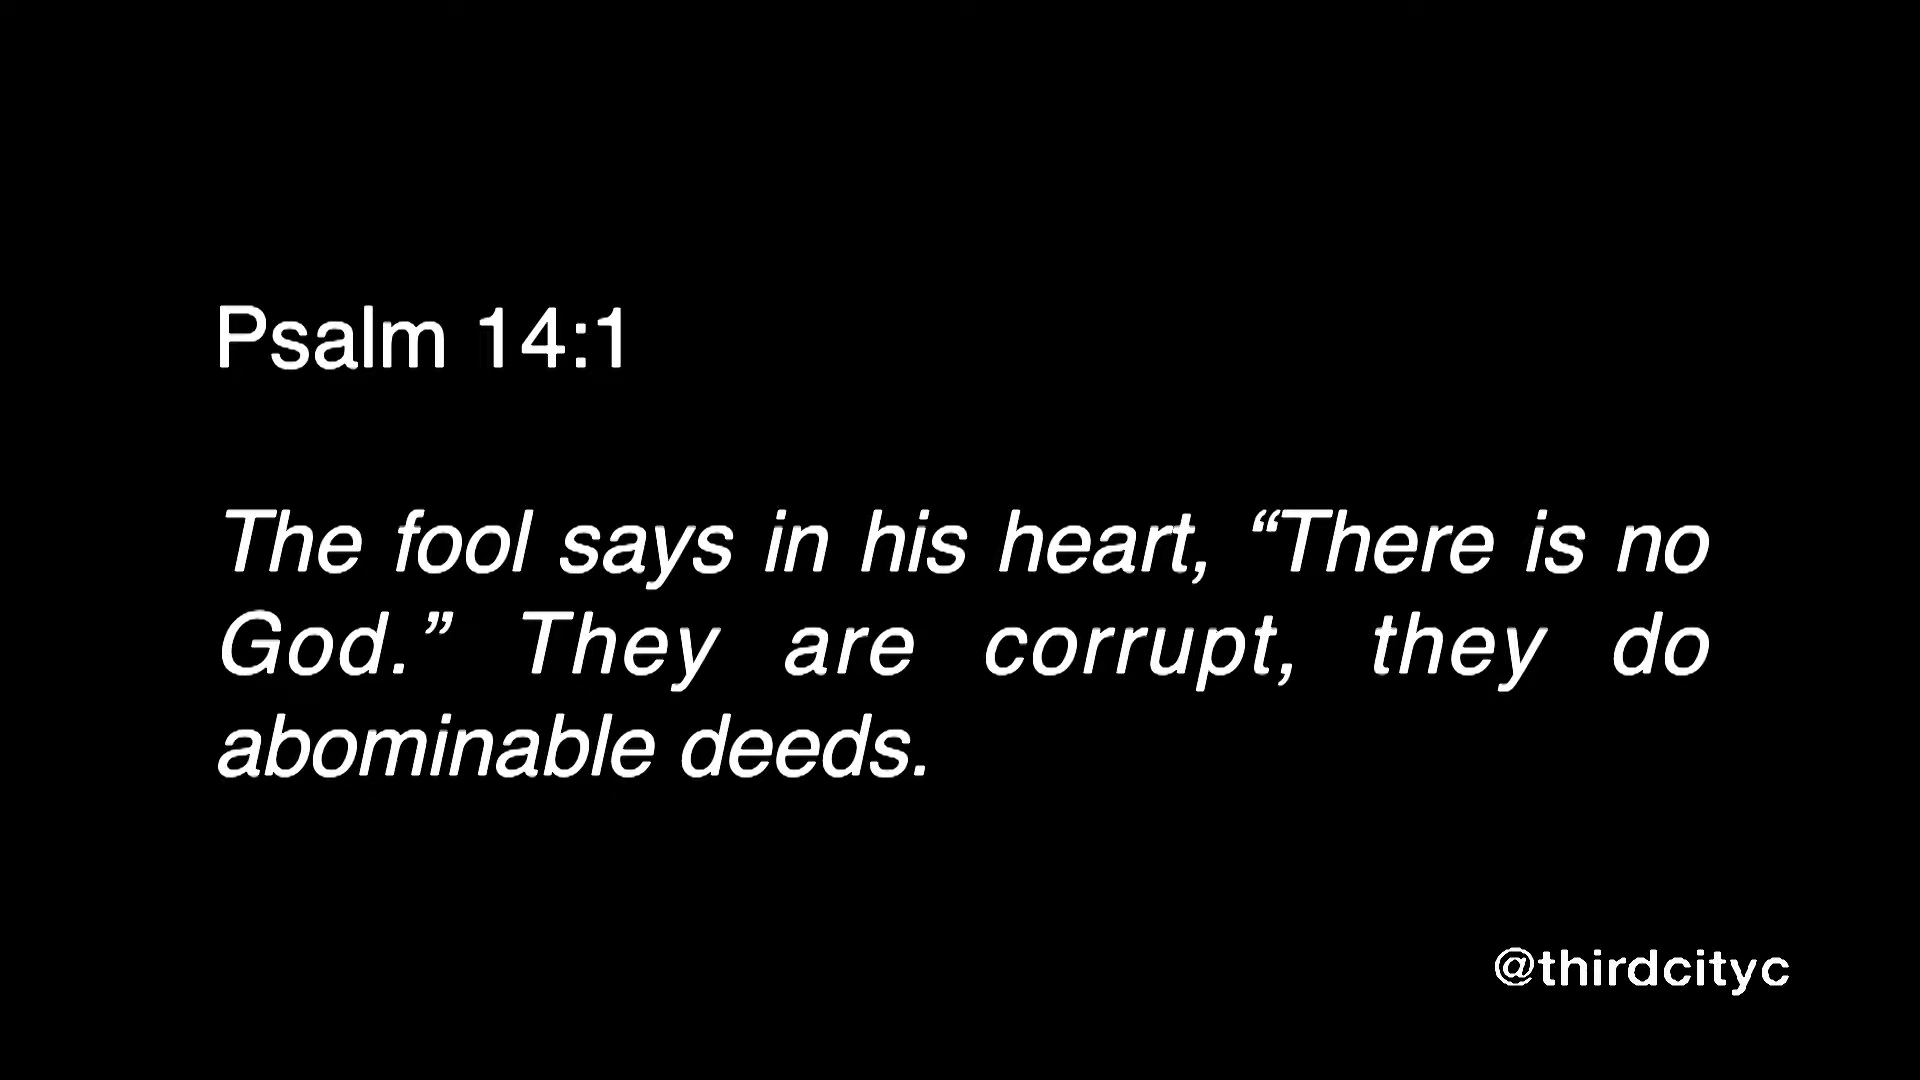 Psalm 14:1
The fool says in his heart, “There is no
God.” They are corrupt, they do
abominable deeds.
@thirdcityc